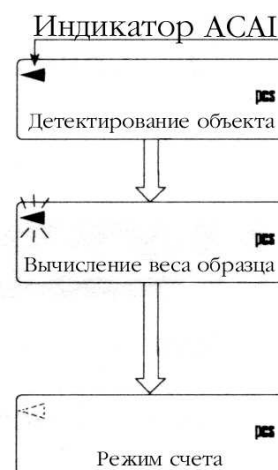 Индикатор ACAI
pcs
Детектирование объекта
pcs
Вычисление веса образца
pcs
Режим счета